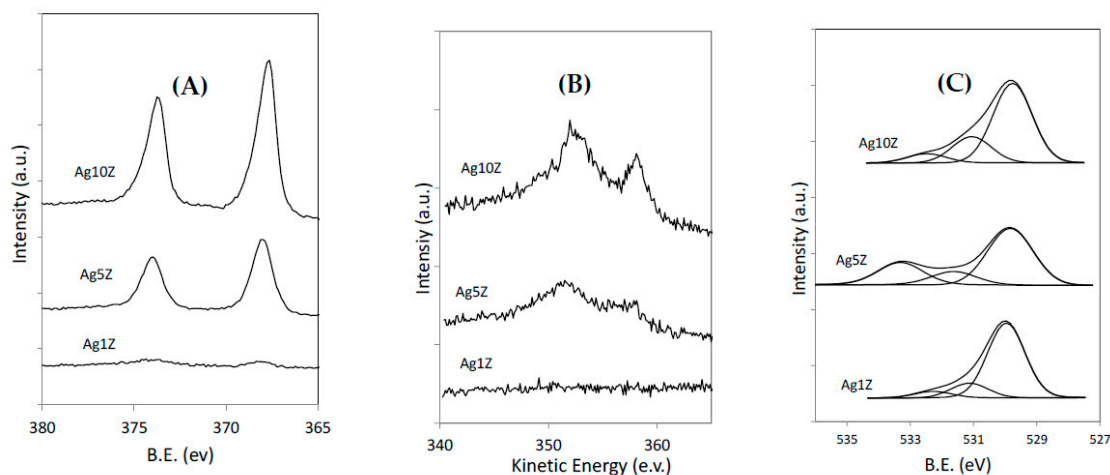 (A)
Ag10Z
Ag5Z
Ag1Z
Intensity (a.u.)
380 375 370 365
B.E. (ev)
(B)
Ag10Z
Ag5Z
Ag1Z
Intensiy (a.u.)
340 350 360
Kinetic Energy (e.v.)
(C)
Ag10Z
Ag5Z
Ag1Z
Intensity (a.u.)
535 533 531 529 527
B.E. (eV)